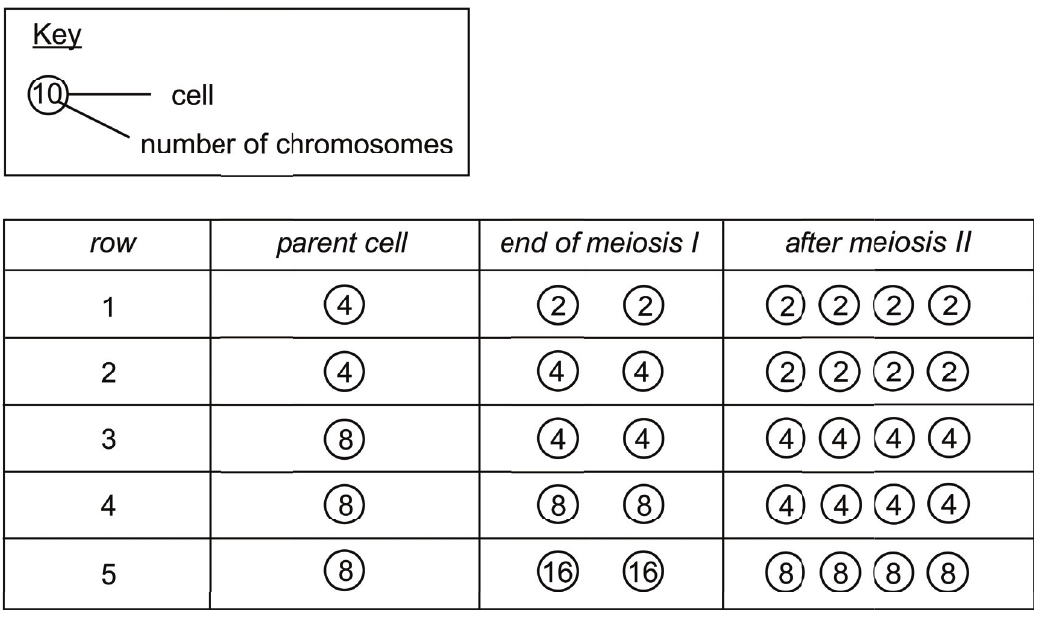 Key
10 cell
number of chromosomes
row parent cell end of meiosis I after meiosis II
1 4 2 2 2 2 2 2
2 4 4 4 2 2 2 2
3 8 4 4 4 4 4 4
4 8 8 8 4 4 4 4
5 8 16 16 8 8 8 8